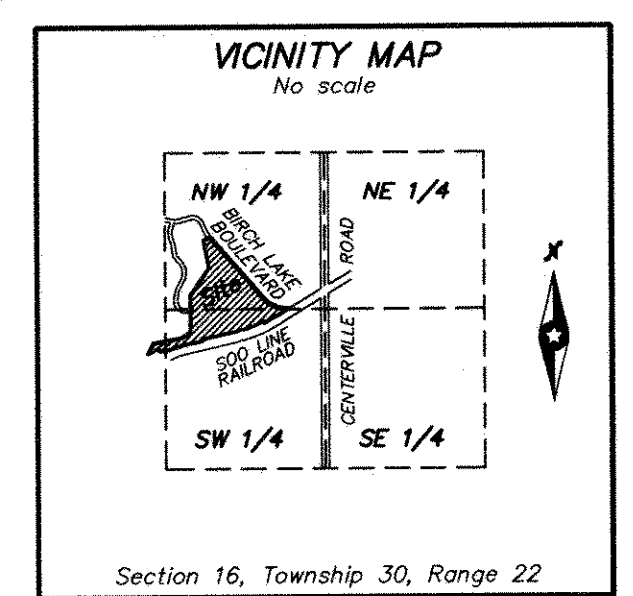 VICINITY MAP
No scale
NW 1/4
NE 1/4
BIRCH LAKE
BOULEVARD
ROAD
N
Site
SOO LINE
RAILROAD
CENTERVILLE
SW 1/4
SE 1/4
Section 16, Township 30, Range 22